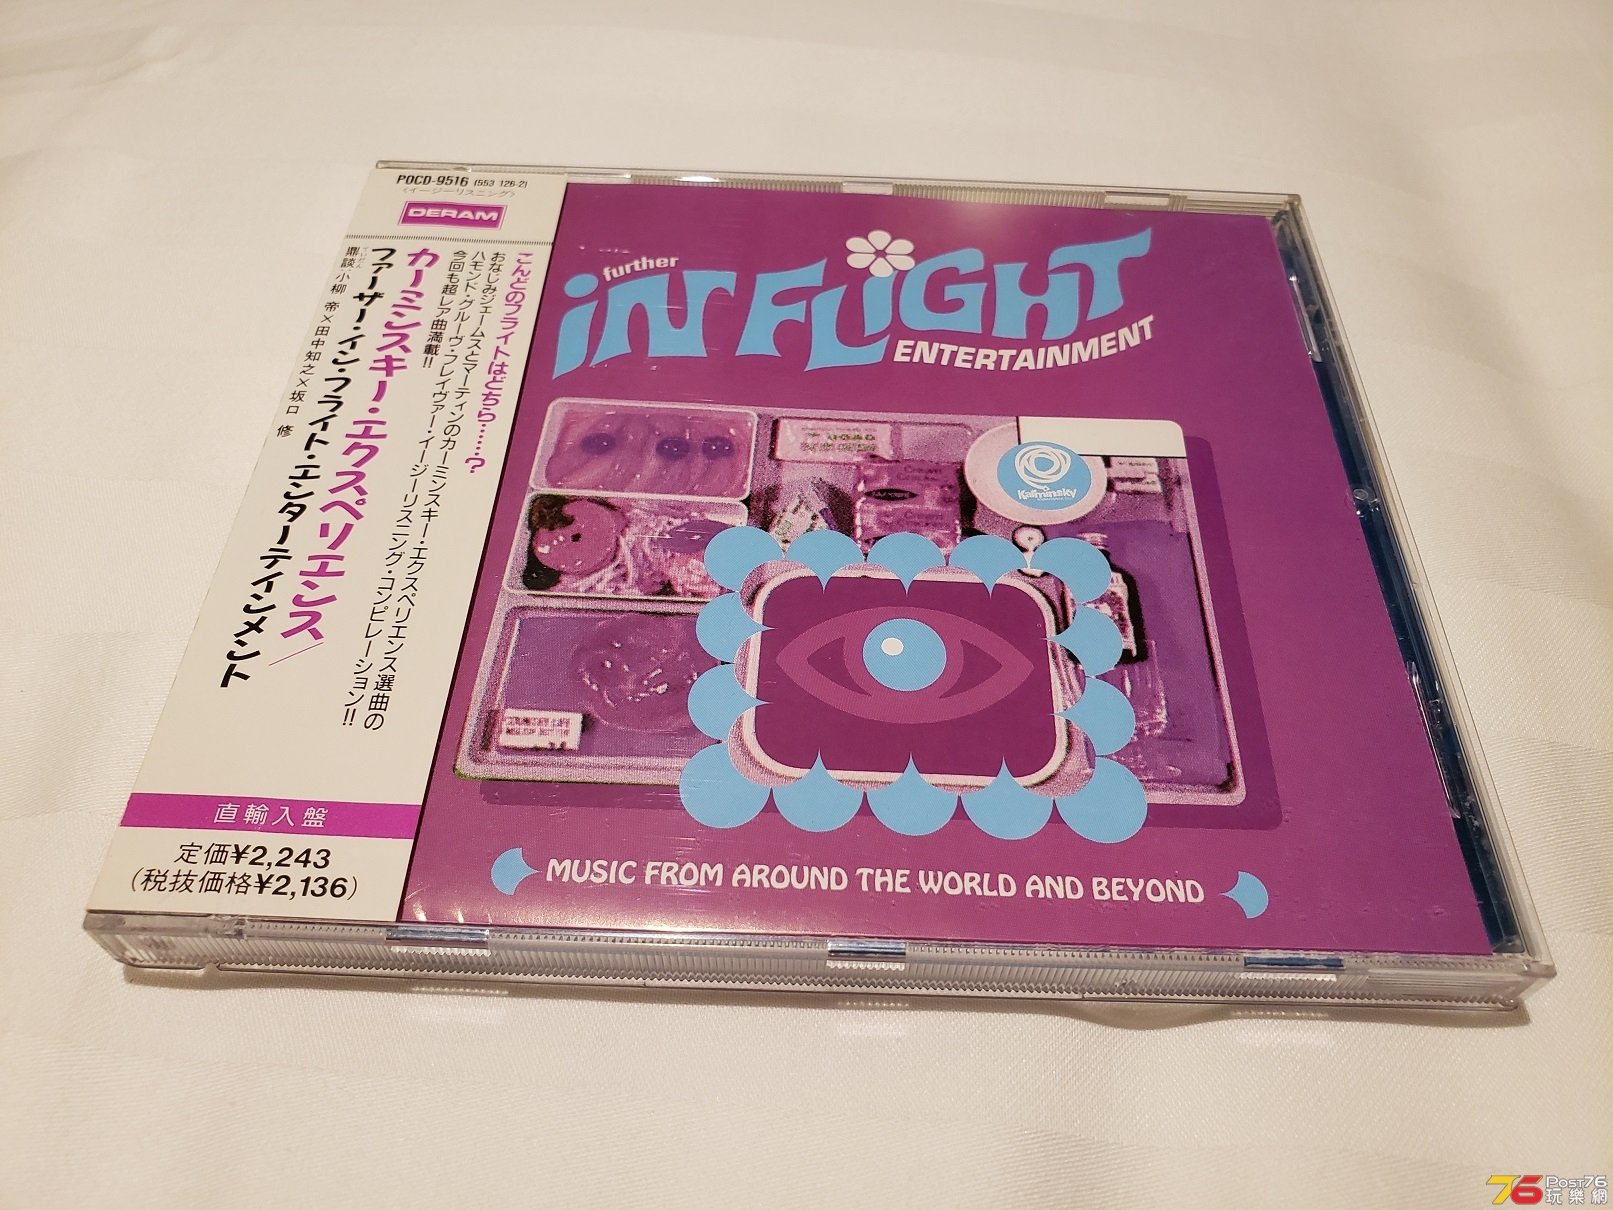 POCD-9516 (553 126-2)
(イージーリスニング)
DERAM
こんどのフライトはどちら……?
おなじみジェームスとマーティンのカーミンスキー・エクスペリエンス選曲の
ハモンド・グルーヴ・フレイヴァー・イージーリスニング・コンピレーション!!
今回も超レア曲満載!!
カーミンスキー・エクスペリエンス/
ファーザー・イン・フライト・エンターテインメント
鼎談・小柳 帝×田中知之×坂口 修
直輸入盤
定価¥2,243
(税抜価格¥2,136)
further
iN FLiGHT
ENTERTAINMENT
Karminsky
MUSIC FROM AROUND THE WORLD AND BEYOND
76 Post76
玩樂網